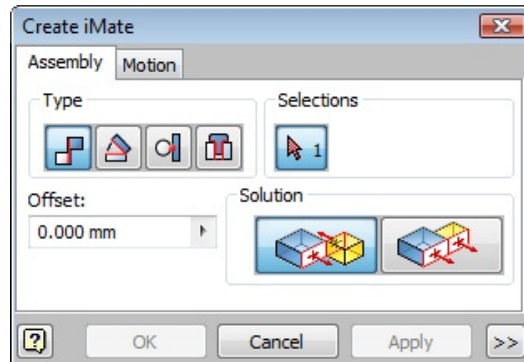 Create iMate
Assembly Motion
Type
Selections
1
Offset:
0.000 mm
Solution
OK Cancel Apply >>